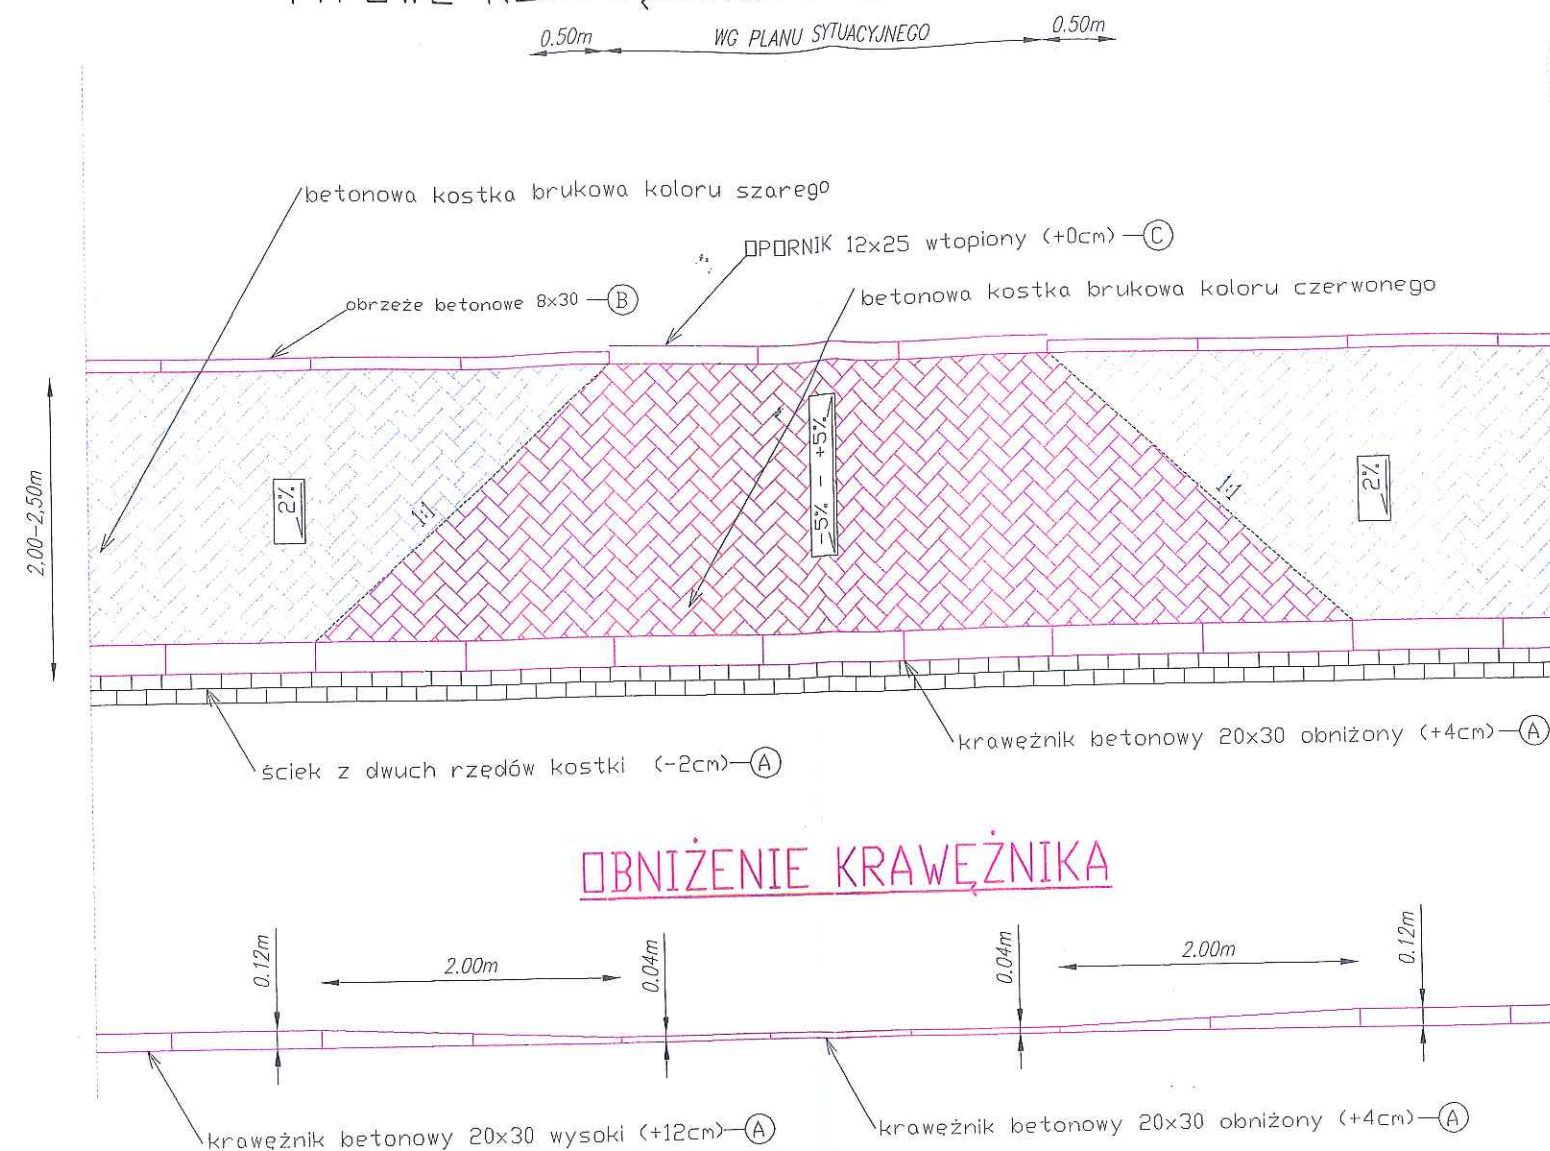 0.50m
WG PLANU SYTUACYJNEGO
0.50m
betonowa kostka brukowa koloru szarego
OPORNIK 12x25 wtopiony (+0cm) C
betonowa kostka brukowa koloru czerwonego
obrzeże betonowe 8x30 B
2,00-2,50m
2%
1:1
-5% - +5%
1:1
2%
krawężnik betonowy 20x30 obniżony (+4cm) A
ściek z dwuch rzędów kostki (-2cm) A
OBNIŻENIE KRAWĘŻNIKA
0.12m
2.00m
0.04m
0.04m
2.00m
0.12m
krawężnik betonowy 20x30 wysoki (+12cm) A
krawężnik betonowy 20x30 obniżony (+4cm) A